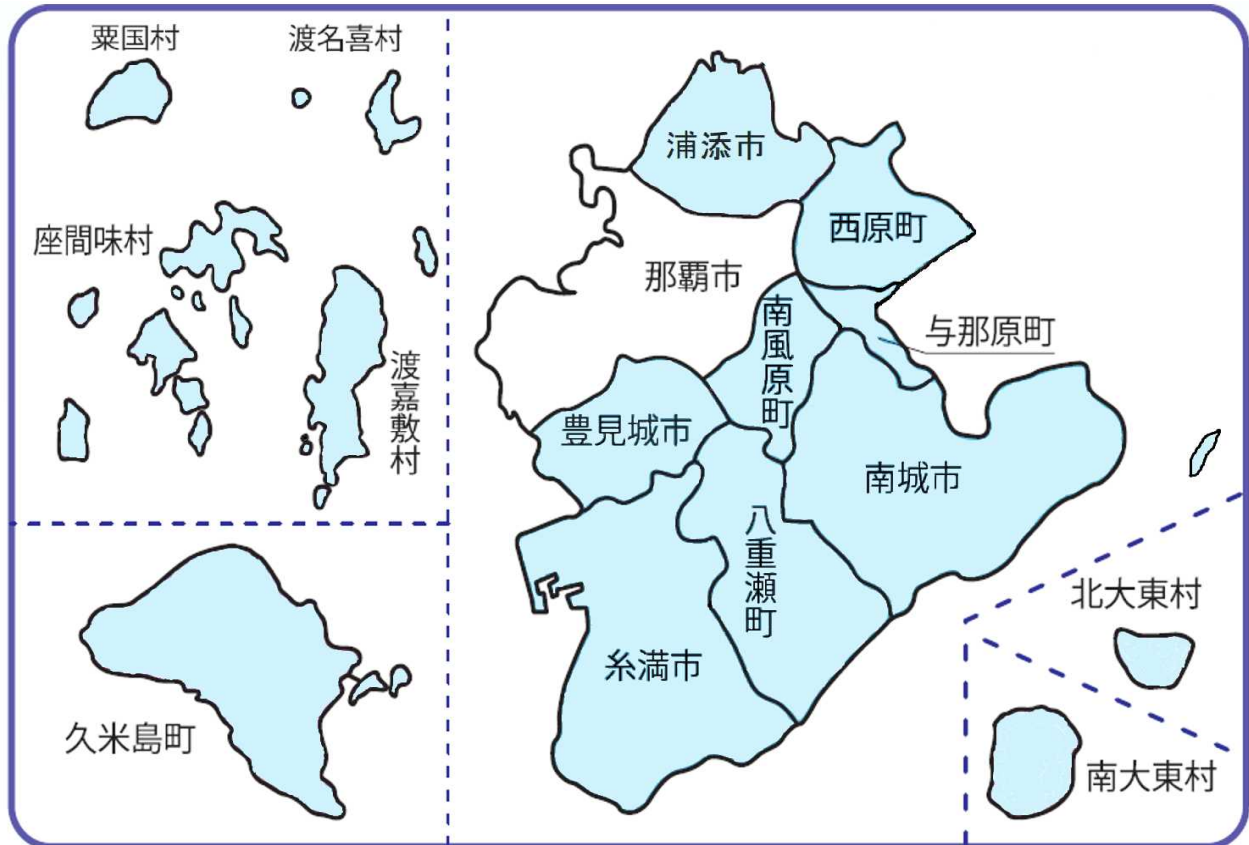 粟国村
渡名喜村
座間味村
渡嘉敷村
久米島町
浦添市
西原町
那覇市
南風原町
与那原町
豊見城市
南城市
八重瀬町
糸満市
北大東村
南大東村